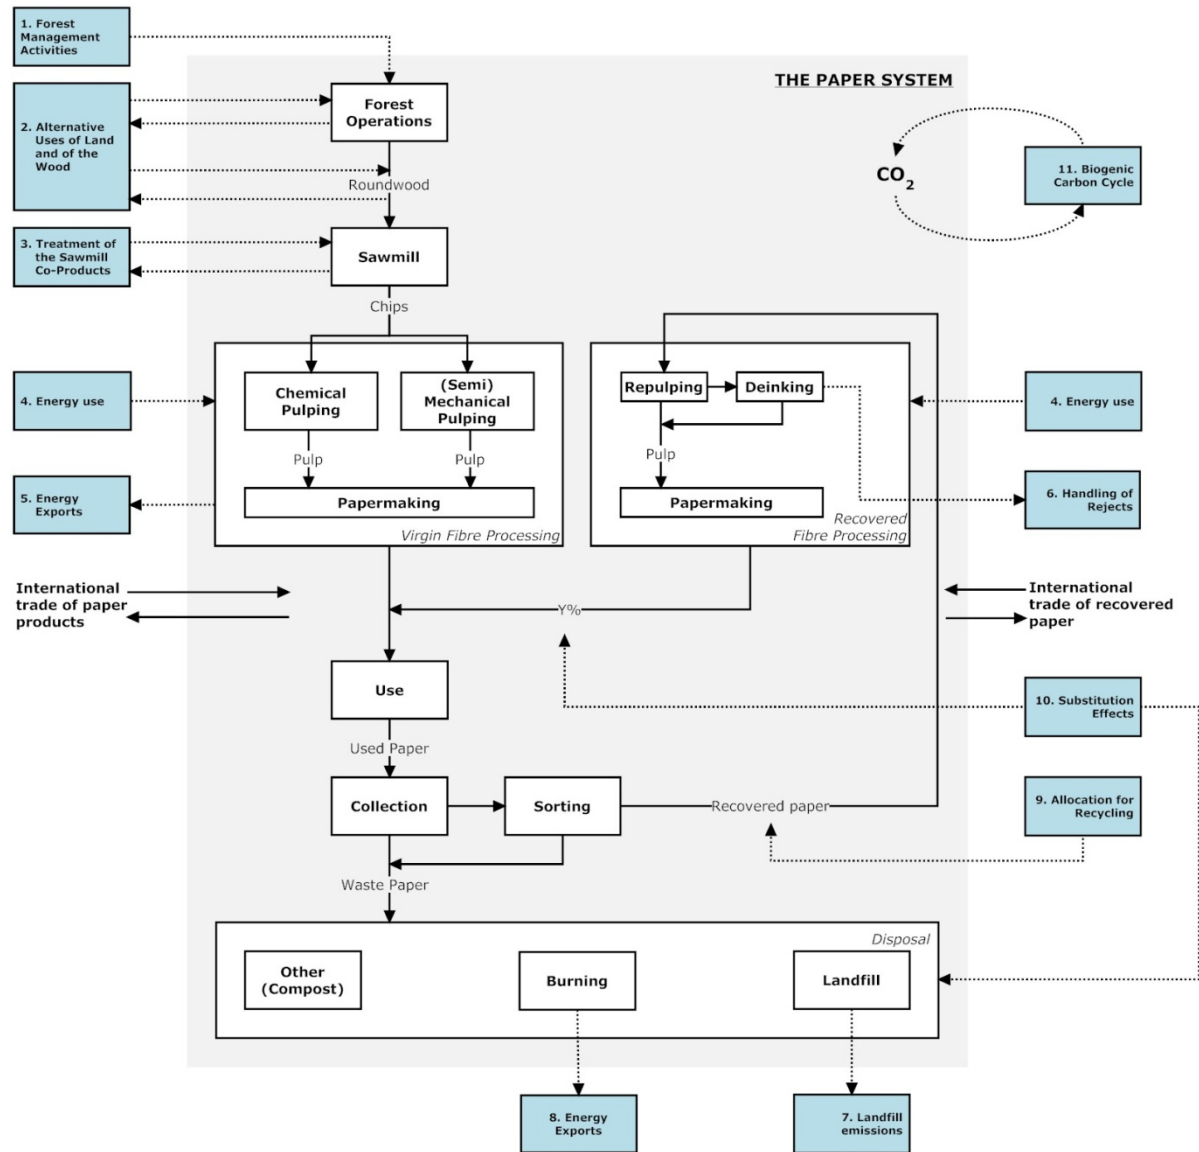 1. Forest
Management
Activities
THE PAPER SYSTEM
Forest
Operations
2. Alternative
Uses of Land
and of the
Wood
Roundwood
CO2
11. Biogenic
Carbon Cycle
3. Treatment of
the Sawmill
Co-Products
Sawmill
Chips
4. Energy use
Chemical
Pulping
(Semi)
Mechanical
Pulping
Repulping
Deinking
4. Energy use
Pulp
Pulp
Pulp
5. Energy
Exports
Papermaking
Papermaking
6. Handling of
Rejects
Virgin Fibre Processing
Recovered
Fibre Processing
International
trade of paper
products
Y%
International
trade of recovered
paper
Use
10. Substitution
Effects
Used Paper
Collection
Sorting
Recovered paper
9. Allocation for
Recycling
Waste Paper
Disposal
Other
(Compost)
Burning
Landfill
8. Energy
Exports
7. Landfill
emissions